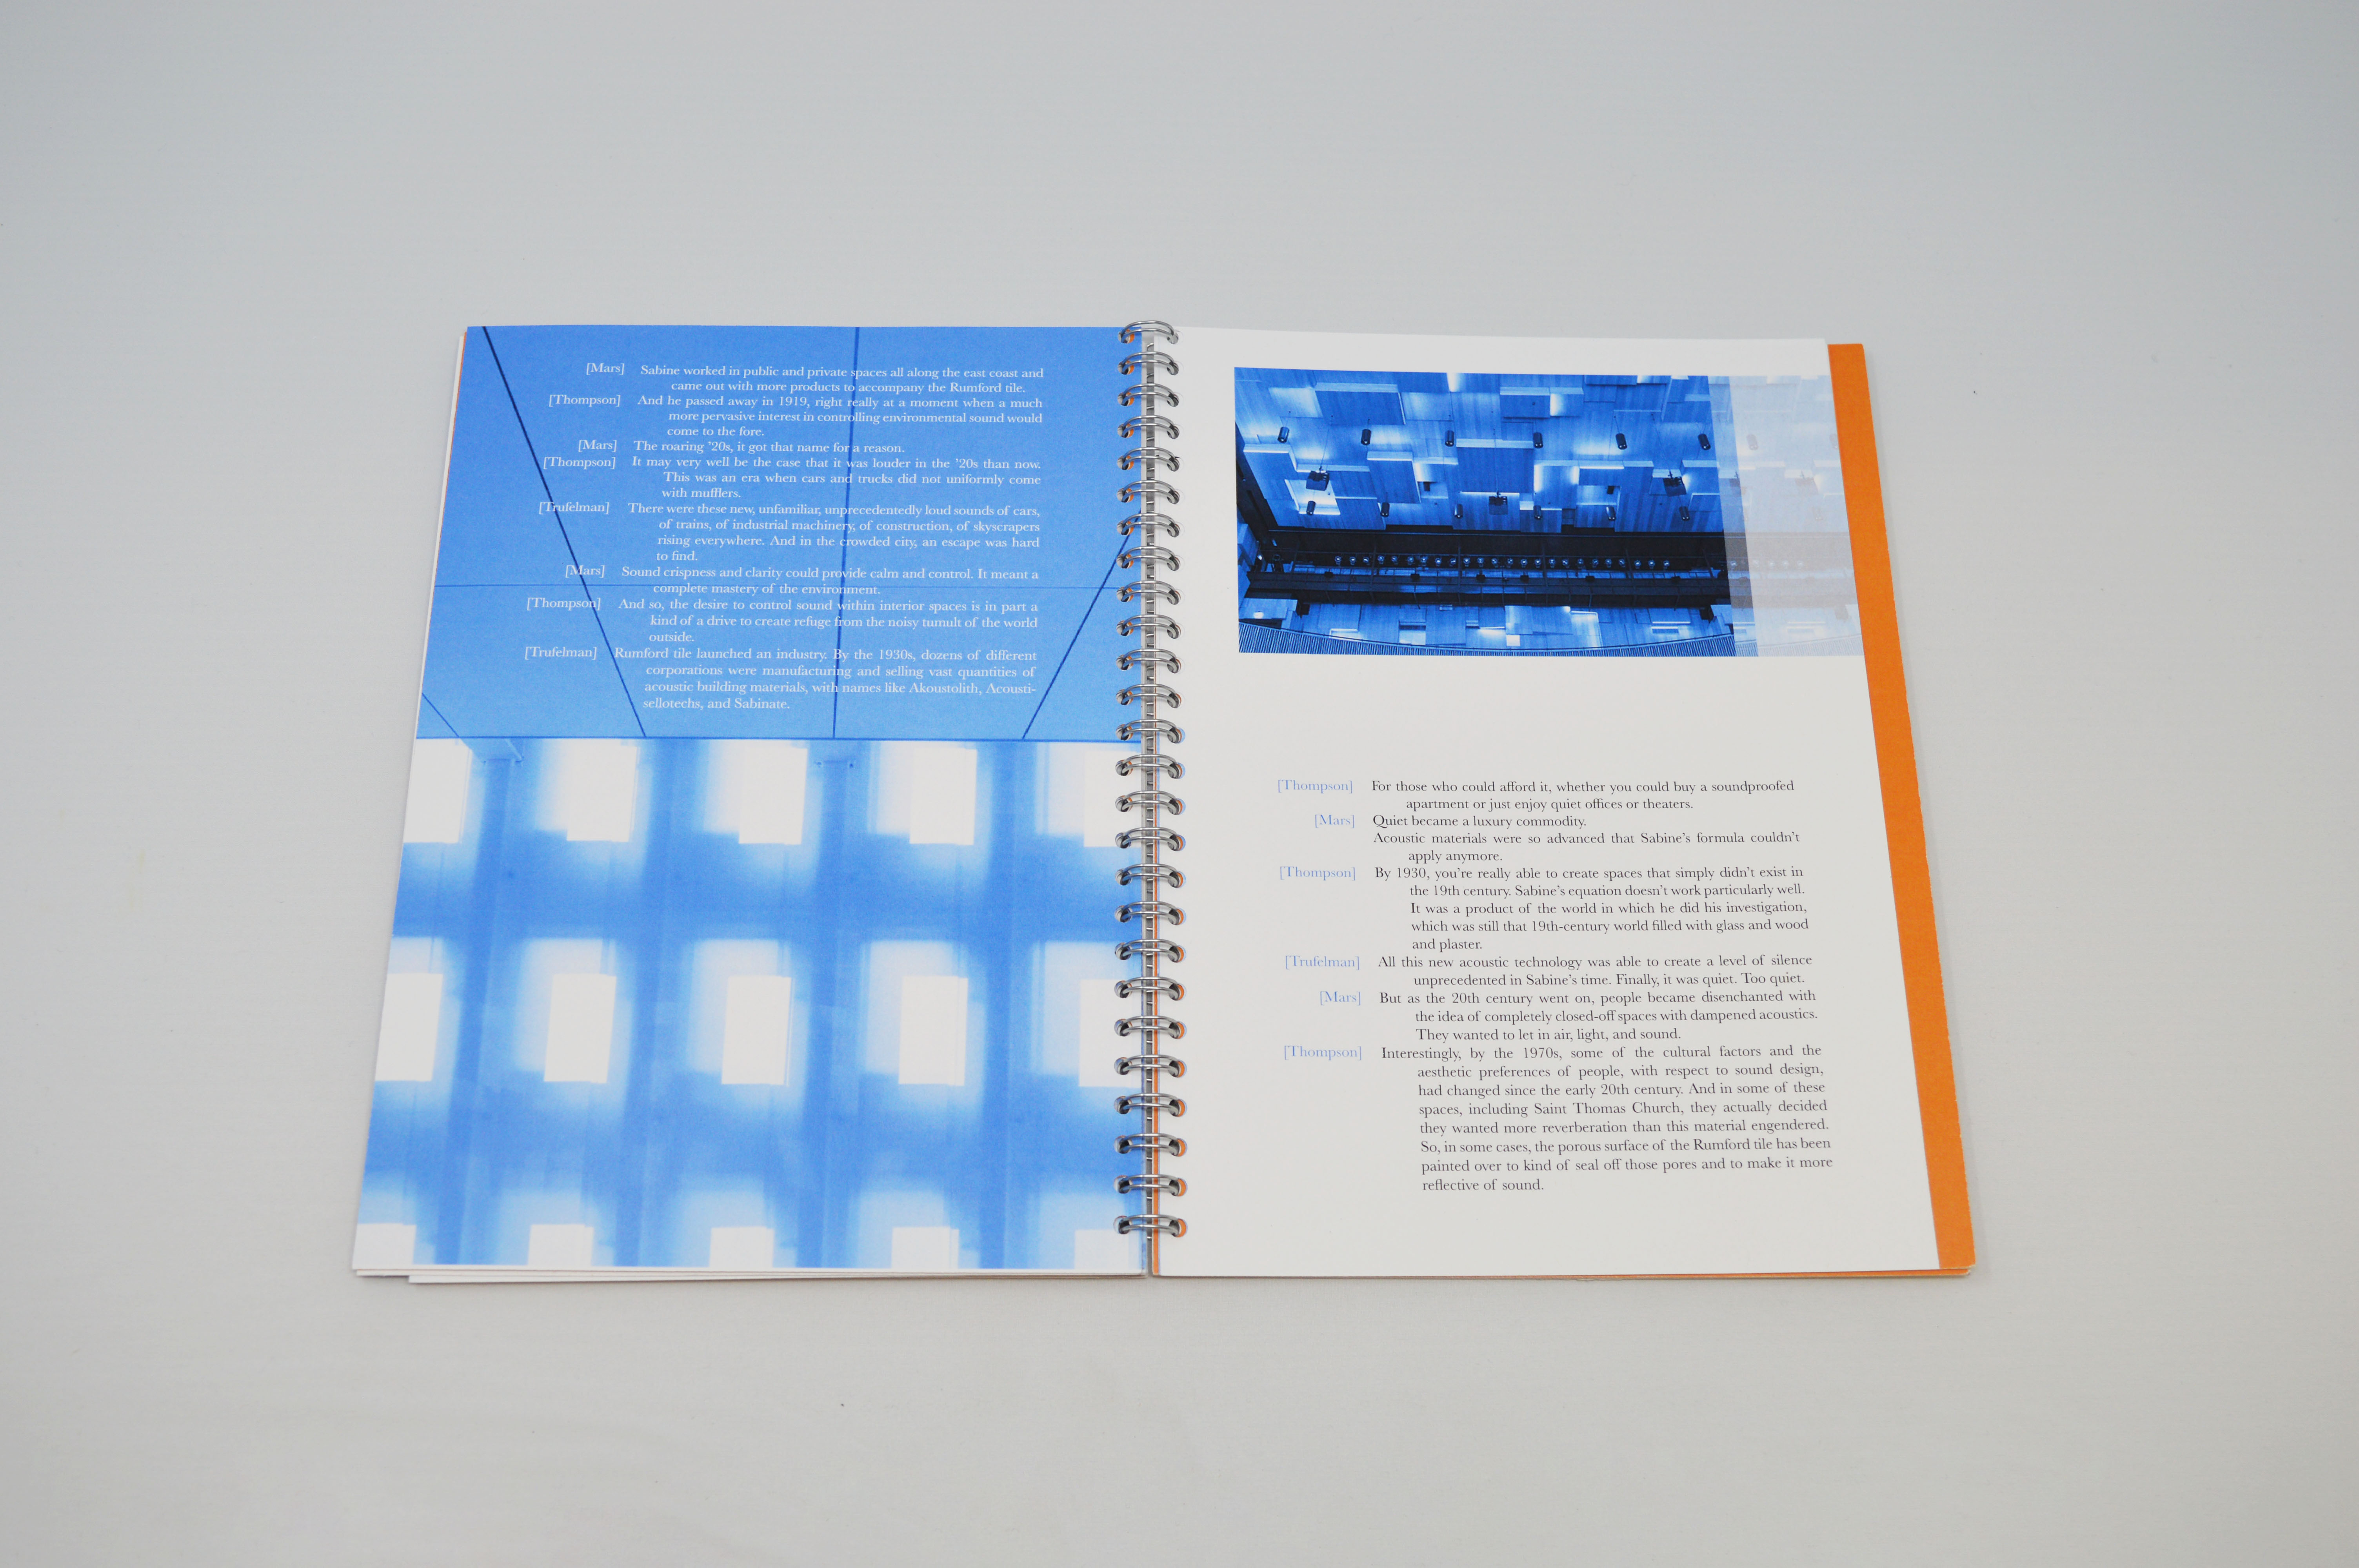 [Mars] Sabine worked in public and private spaces all along the east coast and
came out with more products to accompany the Rumford tile.
[Thompson] And he passed away in 1919, right really at a moment when a much
more pervasive interest in controlling environmental sound would
come to the fore.
[Mars] The roaring ’20s, it got that name for a reason.
[Thompson] It may very well be the case that it was louder in the ’20s than now.
This was an era when cars and trucks did not uniformly come
with mufflers.
[Trufelman] There were these new, unfamiliar, unprecedentedly loud sounds of cars,
of trains, of industrial machinery, of construction, of skyscrapers
rising everywhere. And in the crowded city, an escape was hard
to find.
[Mars] Sound crispness and clarity could provide calm and control. It meant a
complete mastery of the environment.
[Thompson] And so, the desire to control sound within interior spaces is in part a
kind of a drive to create refuge from the noisy tumult of the world
outside.
[Trufelman] Rumford tile launched an industry. By the 1930s, dozens of different
corporations were manufacturing and selling vast quantities of
acoustic building materials, with names like Akoustolith, Acousti-
sellotechs, and Sabinate.
[Thompson] For those who could afford it, whether you could buy a soundproofed
apartment or just enjoy quiet offices or theaters.
[Mars] Quiet became a luxury commodity.
Acoustic materials were so advanced that Sabine’s formula couldn’t
apply anymore.
[Thompson] By 1930, you’re really able to create spaces that simply didn’t exist in
the 19th century. Sabine’s equation doesn’t work particularly well.
It was a product of the world in which he did his investigation,
which was still that 19th-century world filled with glass and wood
and plaster.
[Trufelman] All this new acoustic technology was able to create a level of silence
unprecedented in Sabine’s time. Finally, it was quiet. Too quiet.
[Mars] But as the 20th century went on, people became disenchanted with
the idea of completely closed-off spaces with dampened acoustics.
They wanted to let in air, light, and sound.
[Thompson] Interestingly, by the 1970s, some of the cultural factors and the
aesthetic preferences of people, with respect to sound design,
had changed since the early 20th century. And in some of these
spaces, including Saint Thomas Church, they actually decided
they wanted more reverberation than this material engendered.
So, in some cases, the porous surface of the Rumford tile has been
painted over to kind of seal off those pores and to make it more
reflective of sound.